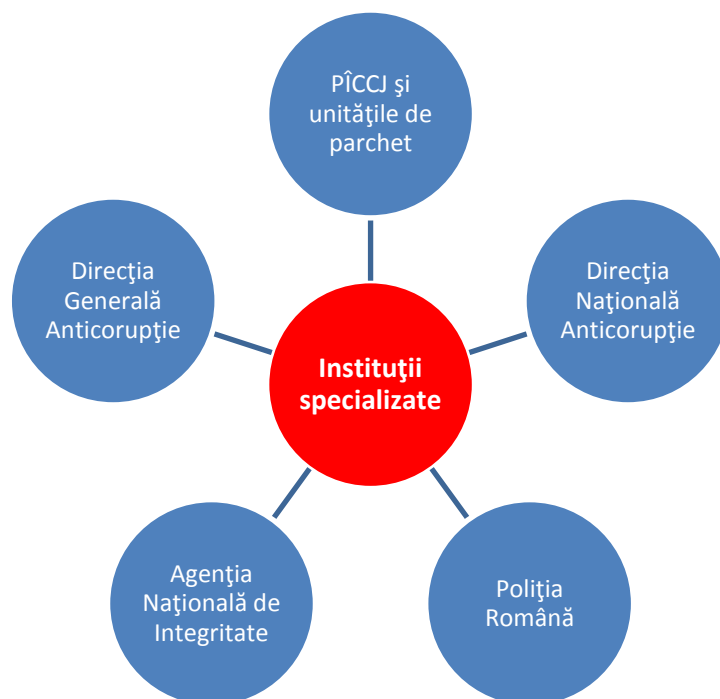 PÎCCJ şi
unităţile de
parchet
Direcţia
Generală
Anticorupţie
Direcţia
Naţională
Anticorupţie
Instituţii
specializate
Agenţia
Naţională de
Integritate
Poliţia
Română